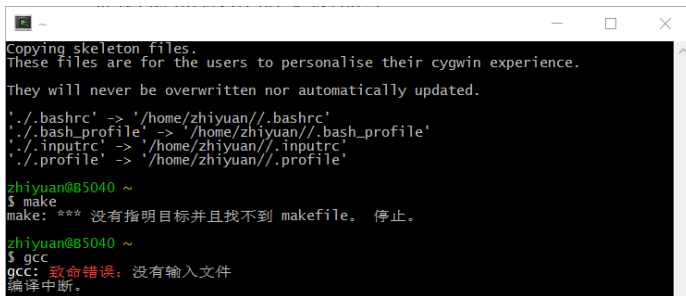 ~
Copying skeleton files.
These files are for the users to personalise their cygwin experience.
They will never be overwritten nor automatically updated.
'./.bashrc' -> '/home/zhiyuan//.bashrc'
'./.bash_profile' -> '/home/zhiyuan//.bash_profile'
'./.inputrc' -> '/home/zhiyuan//.inputrc'
'./.profile' -> '/home/zhiyuan//.profile'
zhiyuan@B5040 ~
$ make
make: *** 没有指明目标并且找不到 makefile。 停止。
zhiyuan@B5040 ~
$ gcc
gcc: 致命错误：没有输入文件
编译中断。